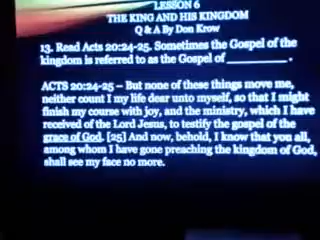 LESSON 6
THE KING AND HIS KINGDOM
Q & A By Don Krow
13. Read Acts 20:24-25. Sometimes the Gospel of the
kingdom is referred to as the Gospel of __________ .
ACTS 20:24-25 – But none of these things move me,
neither count I my life dear unto myself, so that I might
finish my course with joy, and the ministry, which I have
received of the Lord Jesus, to testify the gospel of the
grace of God. [25] And now, behold, I know that you all,
among whom I have gone preaching the kingdom of God,
shall see my face no more.